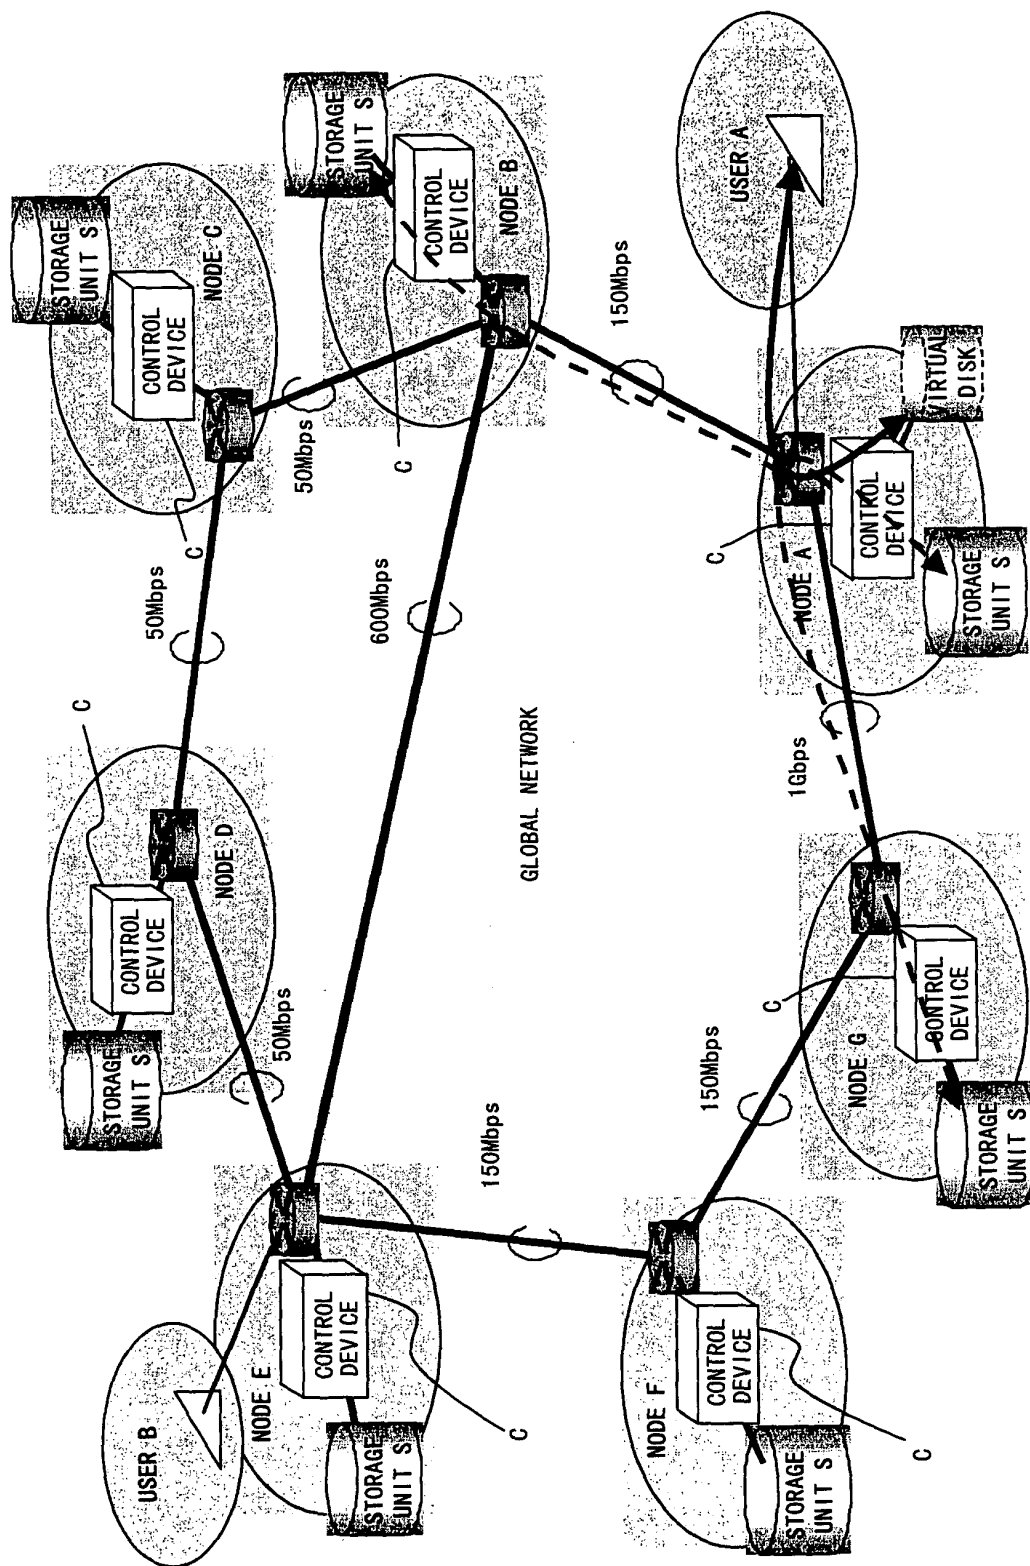 USER B
NODE E
CONTROL
DEVICE
STORAGE
UNIT S
C
STORAGE
UNIT S
CONTROL
DEVICE
NODE D
C
50Mbps
50Mbps
STORAGE
UNIT S
CONTROL
DEVICE
NODE C
C
50Mbps
STORAGE
UNIT S
CONTROL
DEVICE
NODE B
C
600Mbps
150Mbps
GLOBAL NETWORK
150Mbps
NODE F
CONTROL
DEVICE
STORAGE
UNIT S
C
150Mbps
NODE G
CONTROL
DEVICE
STORAGE
UNIT S
C
1Gbps
NODE A
CONTROL
DEVICE
STORAGE
UNIT S
C
VIRTUAL
DISK
USER A